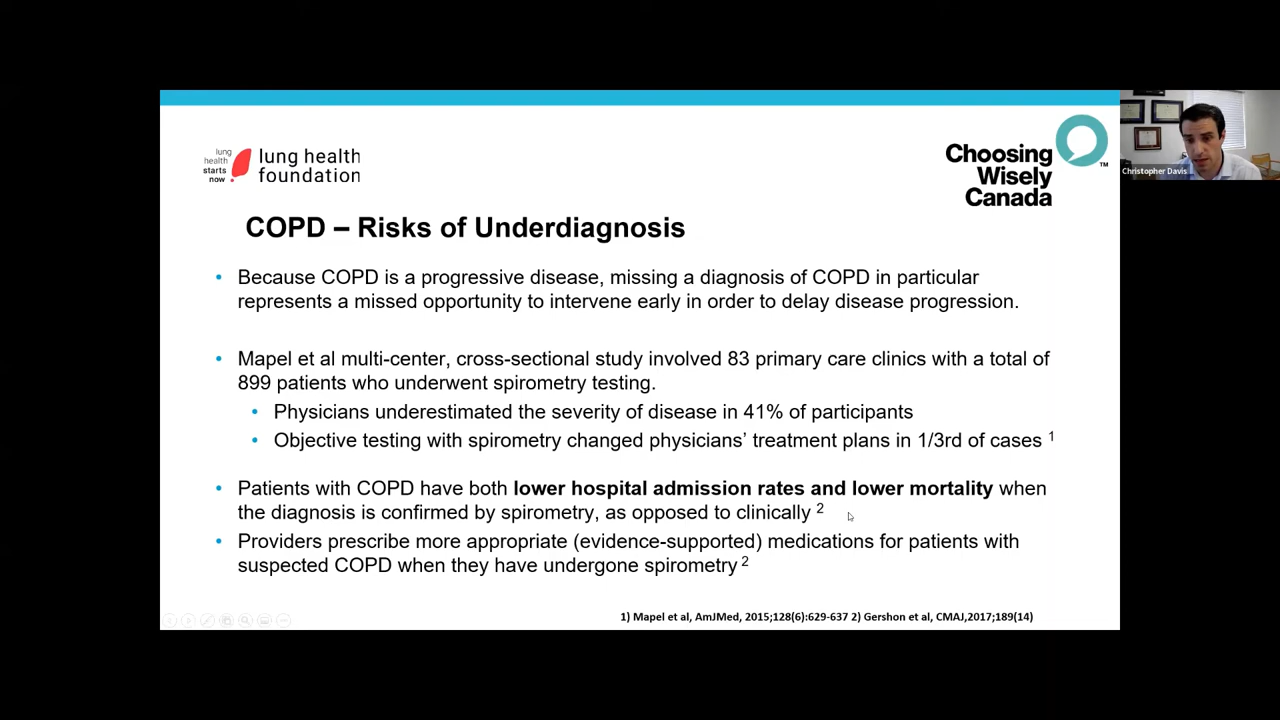 lung
health
starts
now
lung health
foundation
Choosing
Wisely
Canada
TM
Christopher Davis
COPD – Risks of Underdiagnosis
• Because COPD is a progressive disease, missing a diagnosis of COPD in particular
represents a missed opportunity to intervene early in order to delay disease progression.
• Mapel et al multi-center, cross-sectional study involved 83 primary care clinics with a total of
899 patients who underwent spirometry testing.
• Physicians underestimated the severity of disease in 41% of participants
• Objective testing with spirometry changed physicians’ treatment plans in 1/3rd of cases 1
• Patients with COPD have both lower hospital admission rates and lower mortality when
the diagnosis is confirmed by spirometry, as opposed to clinically 2
• Providers prescribe more appropriate (evidence-supported) medications for patients with
suspected COPD when they have undergone spirometry 2
1) Mapel et al, AmJMed, 2015;128(6):629-637 2) Gershon et al, CMAJ,2017;189(14)